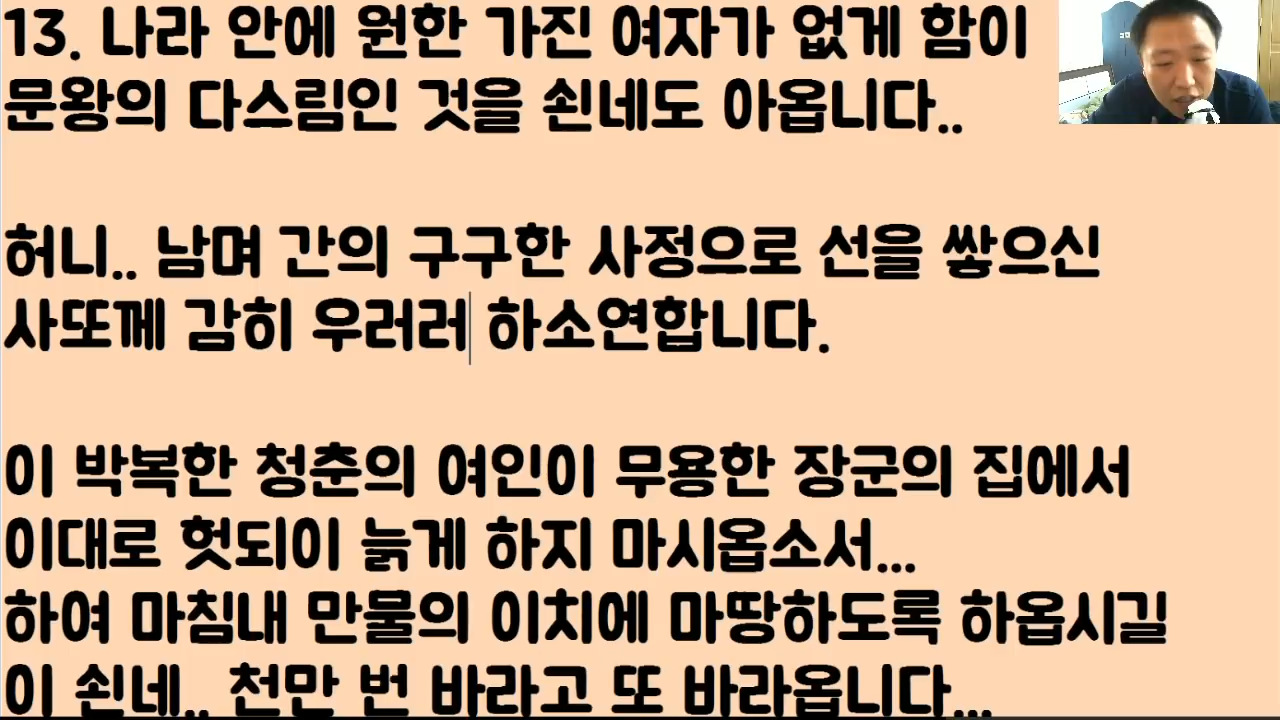 13. 나라 안에 원한 가진 여자가 없게 함이
문왕의 다스림인 것을 쇤네도 아옵니다..
허니.. 남며 간의 구구한 사정으로 선을 쌓으신
사또께 감히 우러러 하소연합니다.
이 박복한 청춘의 여인이 무용한 장군의 집에서
이대로 헛되이 늙게 하지 마시옵소서...
하여 마침내 만물의 이치에 마땅하도록 하옵시길
이 쇤네.. 천만 번 바라고 또 바라옵니다...